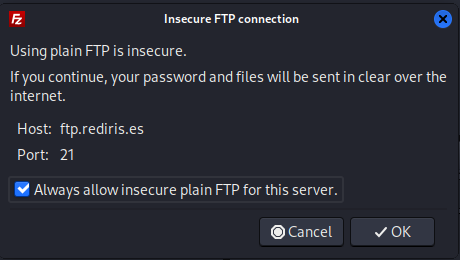 Fz
Insecure FTP connection
Using plain FTP is insecure.
If you continue, your password and files will be sent in clear over the
internet.
Host: ftp.rediris.es
Port: 21
Always allow insecure plain FTP for this server.
Cancel
OK